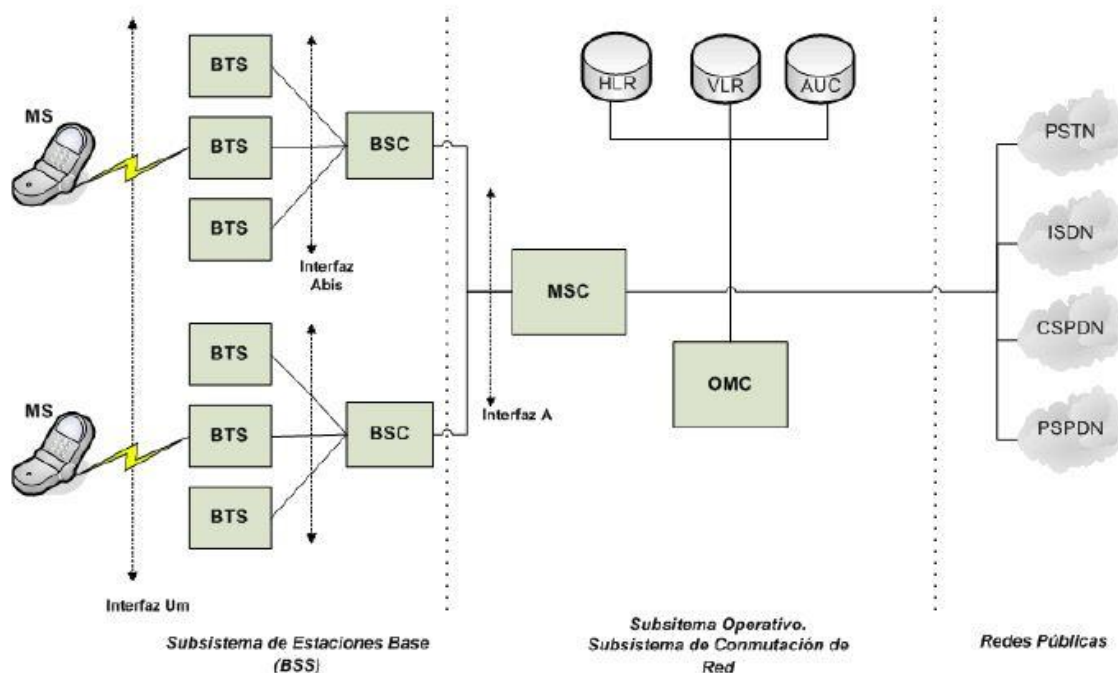 MS
BTS
BTS
BTS
BSC
Interfaz
Abis
MS
BTS
BTS
BTS
BSC
Interfaz Um
MSC
Interfaz A
HLR
VLR
AUC
OMC
PSTN
ISDN
CSPDN
PSPDN
Subsistema de Estaciones Base
(BSS)
Subsitema Operativo.
Subsistema de Conmutación de
Red
Redes Públicas